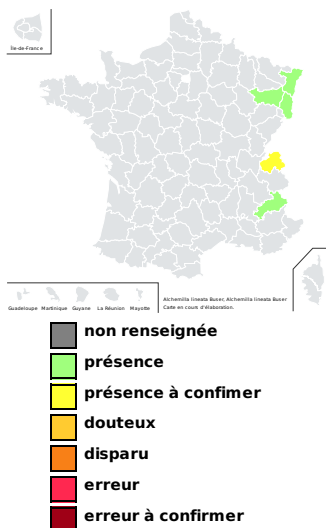 Île-de-France
Guadeloupe Martinique Guyane La Réunion Mayotte
Alchemilla lineata Buser, Alchemilla lineata Buser
Carte en cours d'élaboration.
non renseignée
présence
présence à confimer
douteux
disparu
erreur
erreur à confirmer